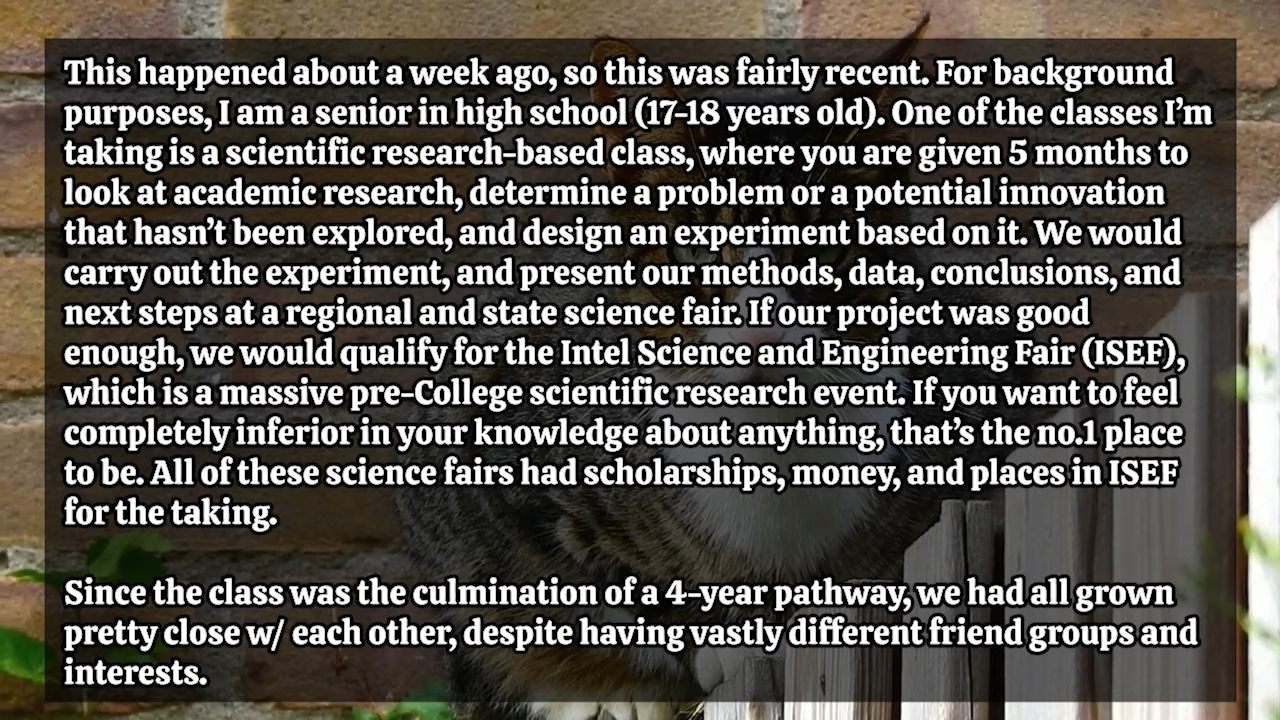 This happened about a week ago, so this was fairly recent. For background
purposes, I am a senior in high school (17-18 years old). One of the classes I’m
taking is a scientific research-based class, where you are given 5 months to
look at academic research, determine a problem or a potential innovation
that hasn’t been explored, and design an experiment based on it. We would
carry out the experiment, and present our methods, data, conclusions, and
next steps at a regional and state science fair. If our project was good
enough, we would qualify for the Intel Science and Engineering Fair (ISEF),
which is a massive pre-College scientific research event. If you want to feel
completely inferior in your knowledge about anything, that’s the no.1 place
to be. All of these science fairs had scholarships, money, and places in ISEF
for the taking.
Since the class was the culmination of a 4-year pathway, we had all grown
pretty close w/ each other, despite having vastly different friend groups and
interests.